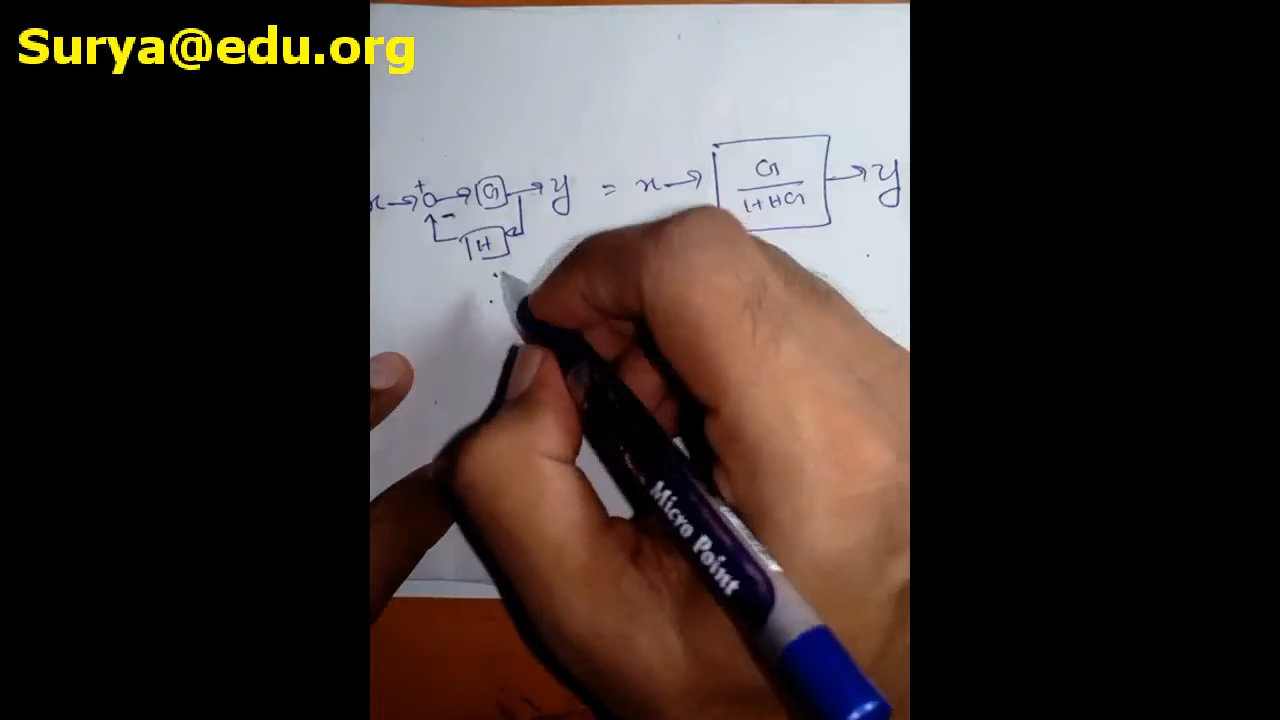 Surya@edu.org
x → + → G → y = x → G → y
- 1+HG
H
Micro Point